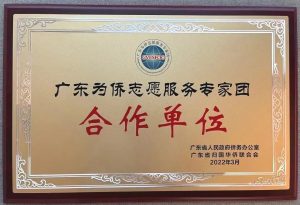 广东为侨志愿服务专家团
合作单位
广东省人民政府侨务办公室
广东省归国华侨联合会
2022年3月